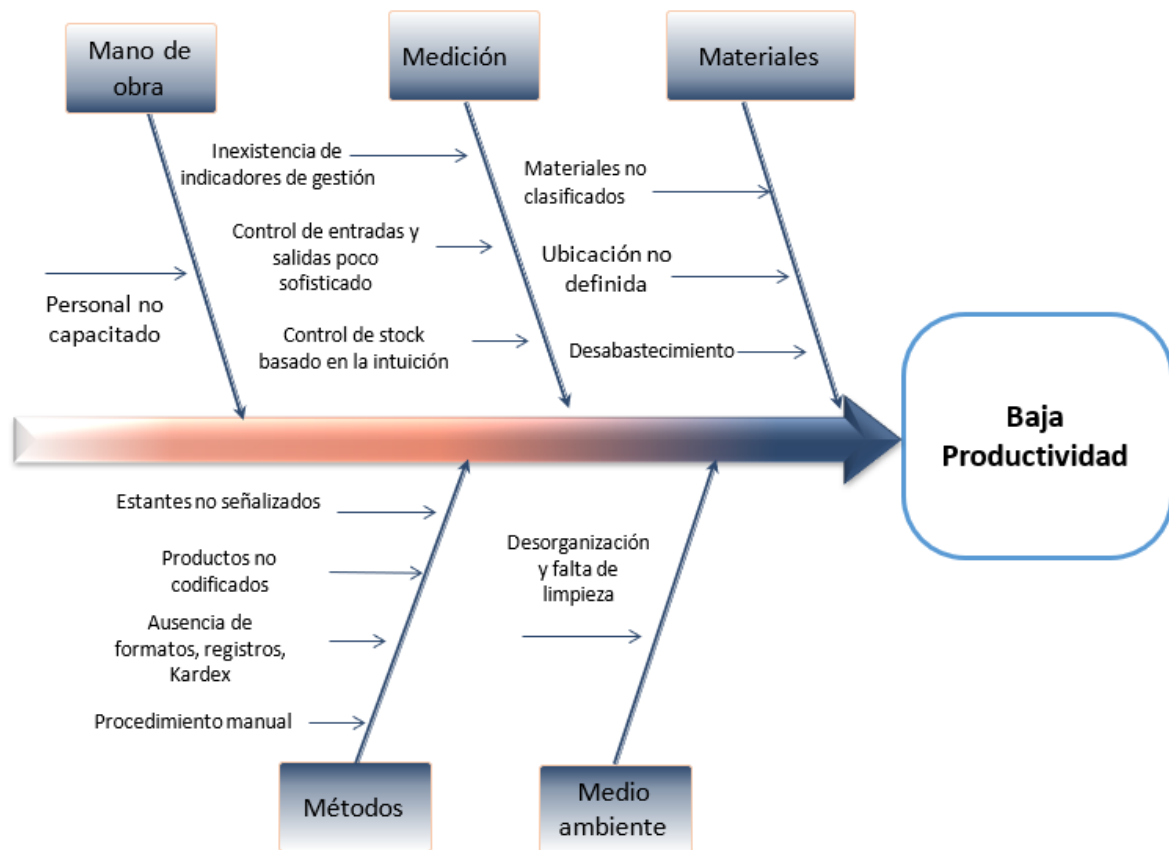 Mano de
obra
Medición
Materiales
Inexistencia de
indicadores de gestión
Materiales no
clasificados
Control de entradas y
salidas poco
sofisticado
Ubicación no
definida
Personal no
capacitado
Control de stock
basado en la intuición
Desabastecimiento
Baja
Productividad
Estantes no señalizados
Productos no
codificados
Ausencia de
formatos, registros,
Kardex
Procedimiento manual
Desorganización
y falta de
limpieza
Métodos
Medio
ambiente